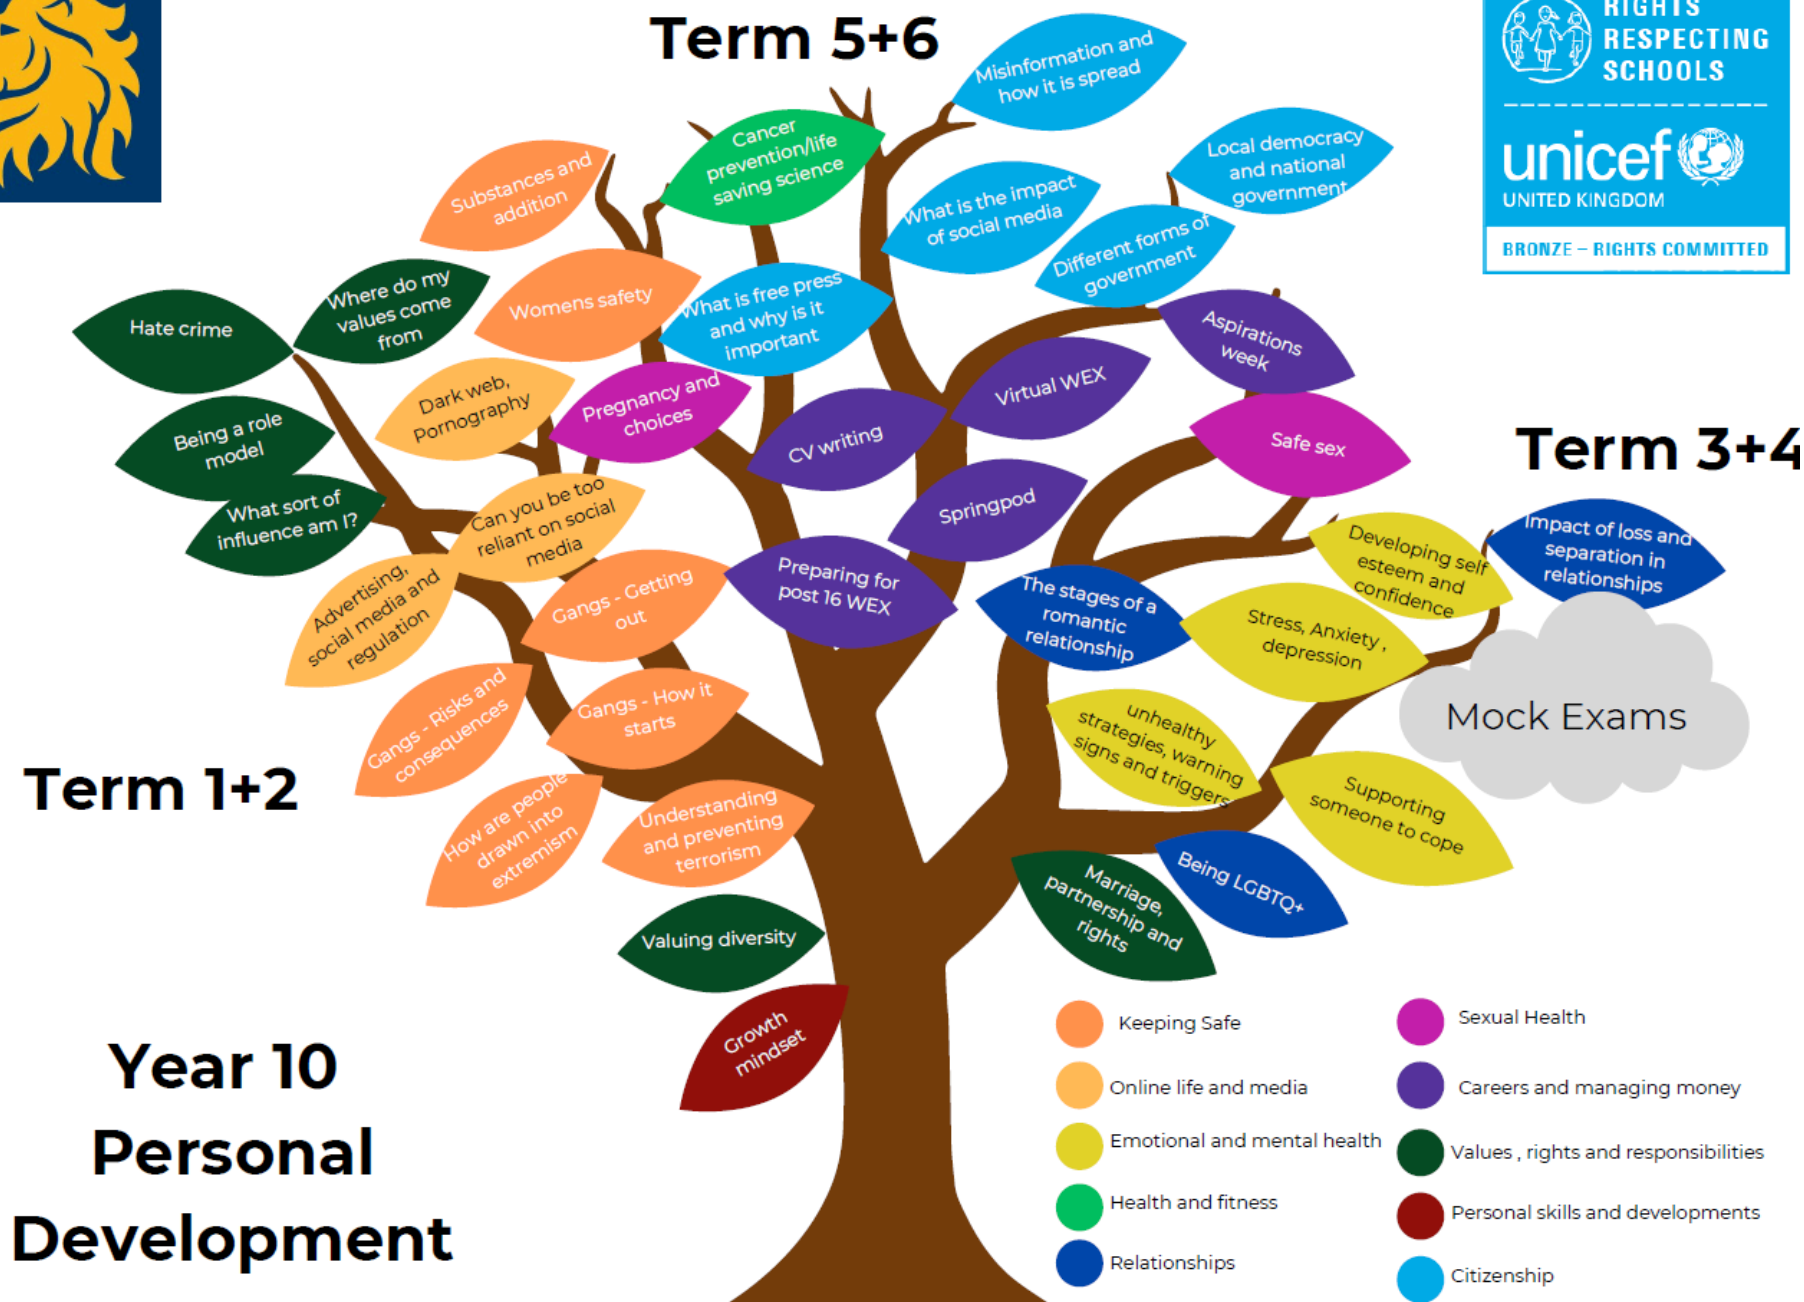 Term 5+6
RIGHTS
RESPECTING
SCHOOLS
unicef
UNITED KINGDOM
BRONZE – RIGHTS COMMITTED
Misinformation and
how it is spread
Cancer
prevention/life
saving science
Local democracy
and national
government
Substances and
addition
What is the impact
of social media
Different forms of
government
Where do my
values come
from
Womens safety
What is free press
and why is it
important
Hate crime
Aspirations
week
Dark web,
Pornography
Pregnancy and
choices
Virtual WEX
CV writing
Being a role
model
Safe sex
Term 3+4
What sort of
influence am I?
Can you be too
reliant on social
media
Springpod
Developing self
esteem and
confidence
Impact of loss and
separation in
relationships
Advertising,
social media and
regulation
Gangs - Getting
out
Preparing for
post 16 WEX
The stages of a
romantic
relationship
Stress, Anxiety ,
depression
Gangs - Risks and
consequences
Gangs - How it
starts
unhealthy
strategies, warning
signs and triggers
Mock Exams
Term 1+2
How are people
drawn into
extremism
Understanding
and preventing
terrorism
Supporting
someone to cope
Marriage,
partnership and
rights
Being LGBTQ+
Valuing diversity
Growth
mindset
Year 10
Personal
Development
Keeping Safe
Online life and media
Emotional and mental health
Health and fitness
Relationships
Sexual Health
Careers and managing money
Values , rights and responsibilities
Personal skills and developments
Citizenship